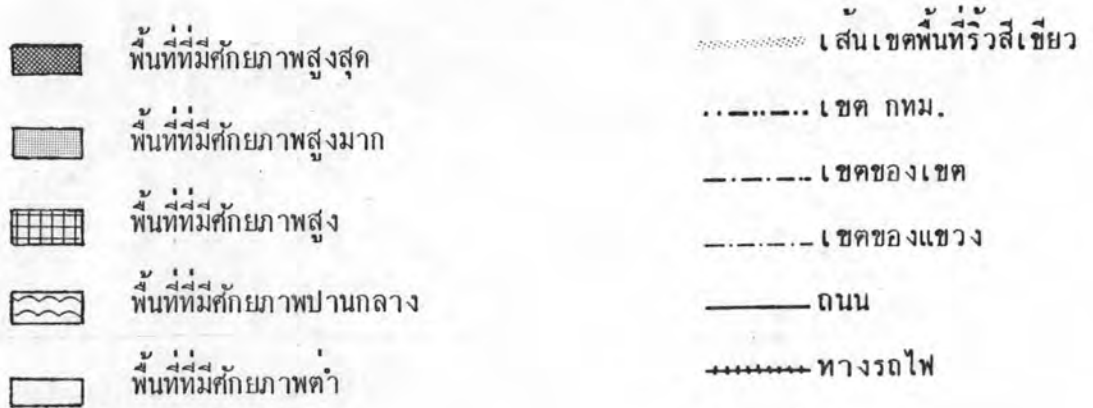 พื้นที่ที่มีศักยภาพสูงสุด
พื้นที่ที่มีศักยภาพสูงมาก
พื้นที่ที่มีศักยภาพสูง
พื้นที่ที่มีศักยภาพปานกลาง
พื้นที่ที่มีศักยภาพต่ำ
เส้นเขตพื้นที่ริ้วสีเขียว
เขต กทม.
เขตของเขต
เขตของแขวง
ถนน
ทางรถไฟ